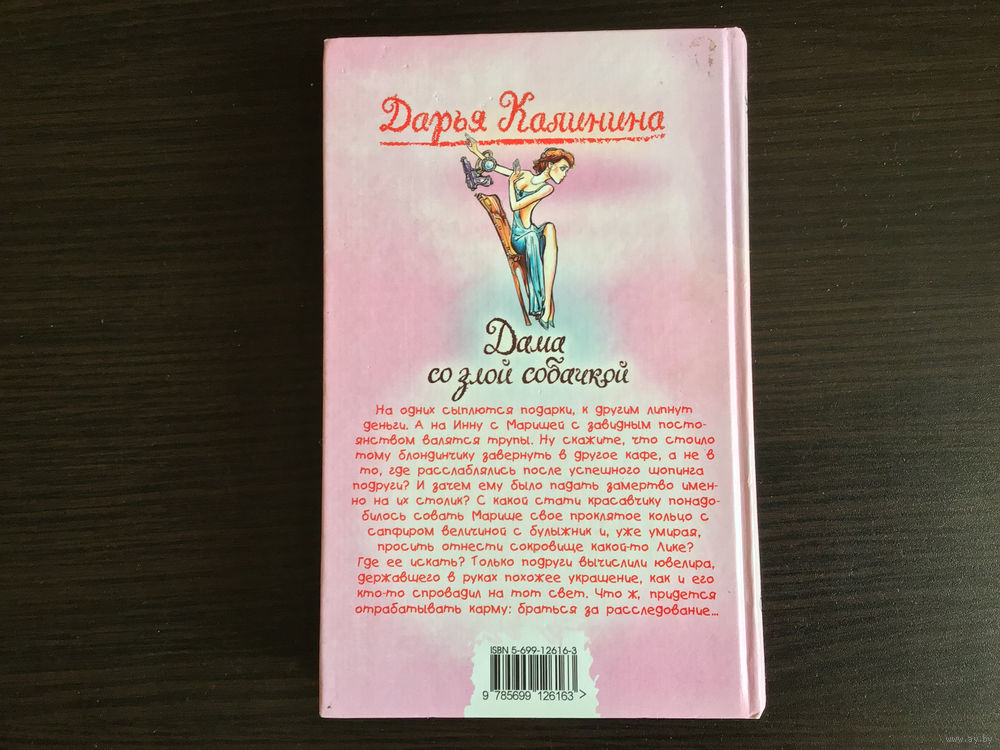 Дарья Калинина
Дама
со злой собачкой
На одних сыплются подарки, к другим липнут
деньги. А на Инну с Маришей с завидным посто-
янством валятся трупы. Ну скажите, что стоило
тому блондинчику завернуть в другое кафе, а не в
то, где расслаблялись после успешного шопинга
подруги? И зачем ему было падать замертво имен-
но на их столик? С какой стати красавчику понадо-
билось совать Марише свое проклятое кольцо с
сапфиром величиной с булыжник и, уже умирая,
просить отнести сокровище какой-то Лике?
Где ее искать? Только подруги вычислили ювелира,
державшего в руках похожее украшение, как и его
кто-то спровадил на тот свет. Что ж, придется
отрабатывать карму: браться за расследование...
ISBN 5-699-12616-3
9 785699 126163 >
www.ay.by